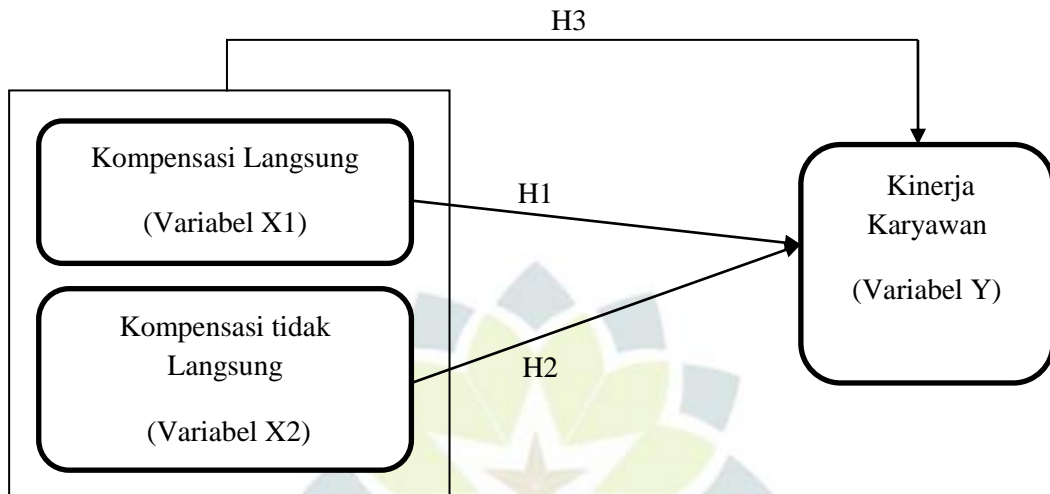 H3
Kompensasi Langsung
(Variabel X1)
H1
Kinerja
Karyawan
(Variabel Y)
Kompensasi tidak
Langsung
(Variabel X2)
H2